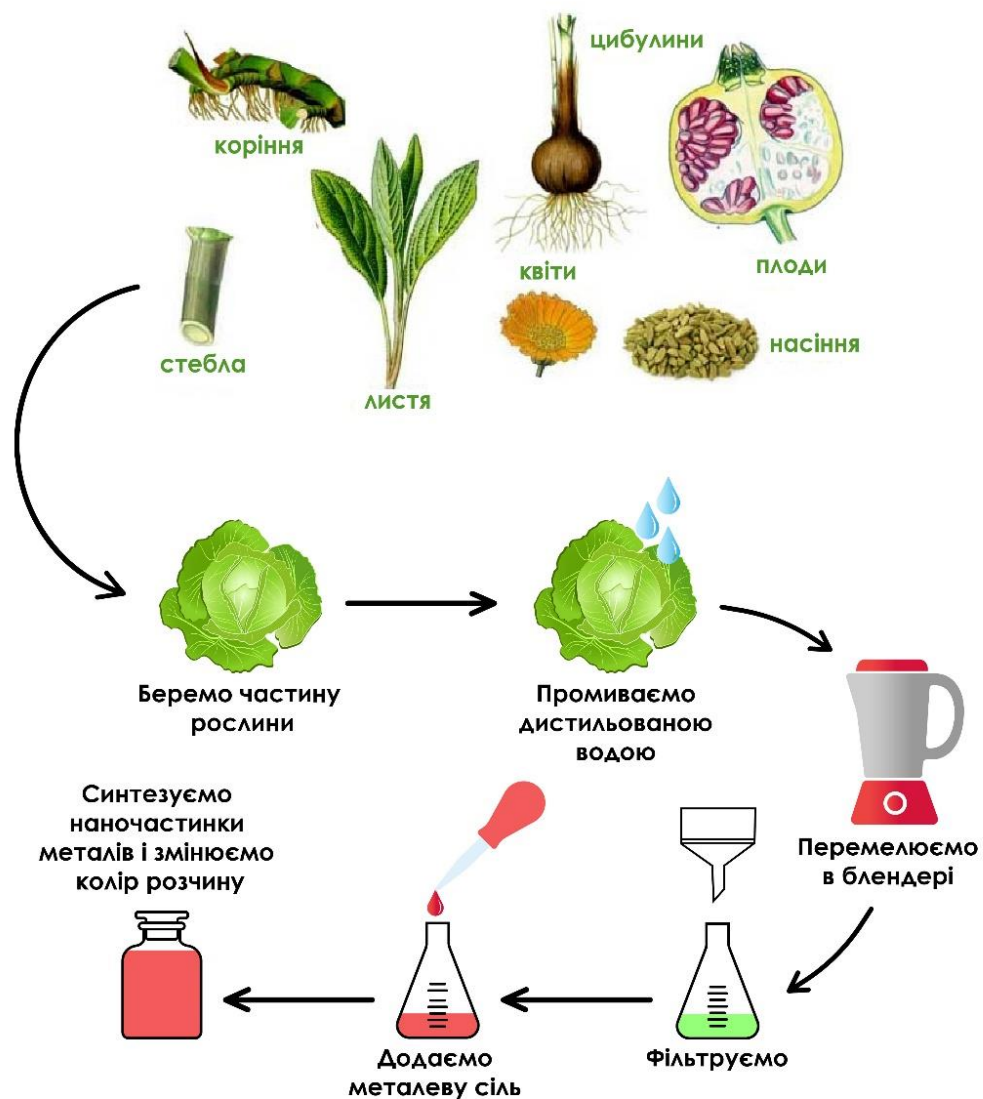 цибулини
коріння
квіти
плоди
стебла
листя
насіння
Беремо частину
рослини
Промиваємо
дистильованою
водою
Перемелюємо
в блендері
Фільтруємо
Додаємо
металеву сіль
Синтезуємо
наночастинки
металів і змінюємо
колір розчину